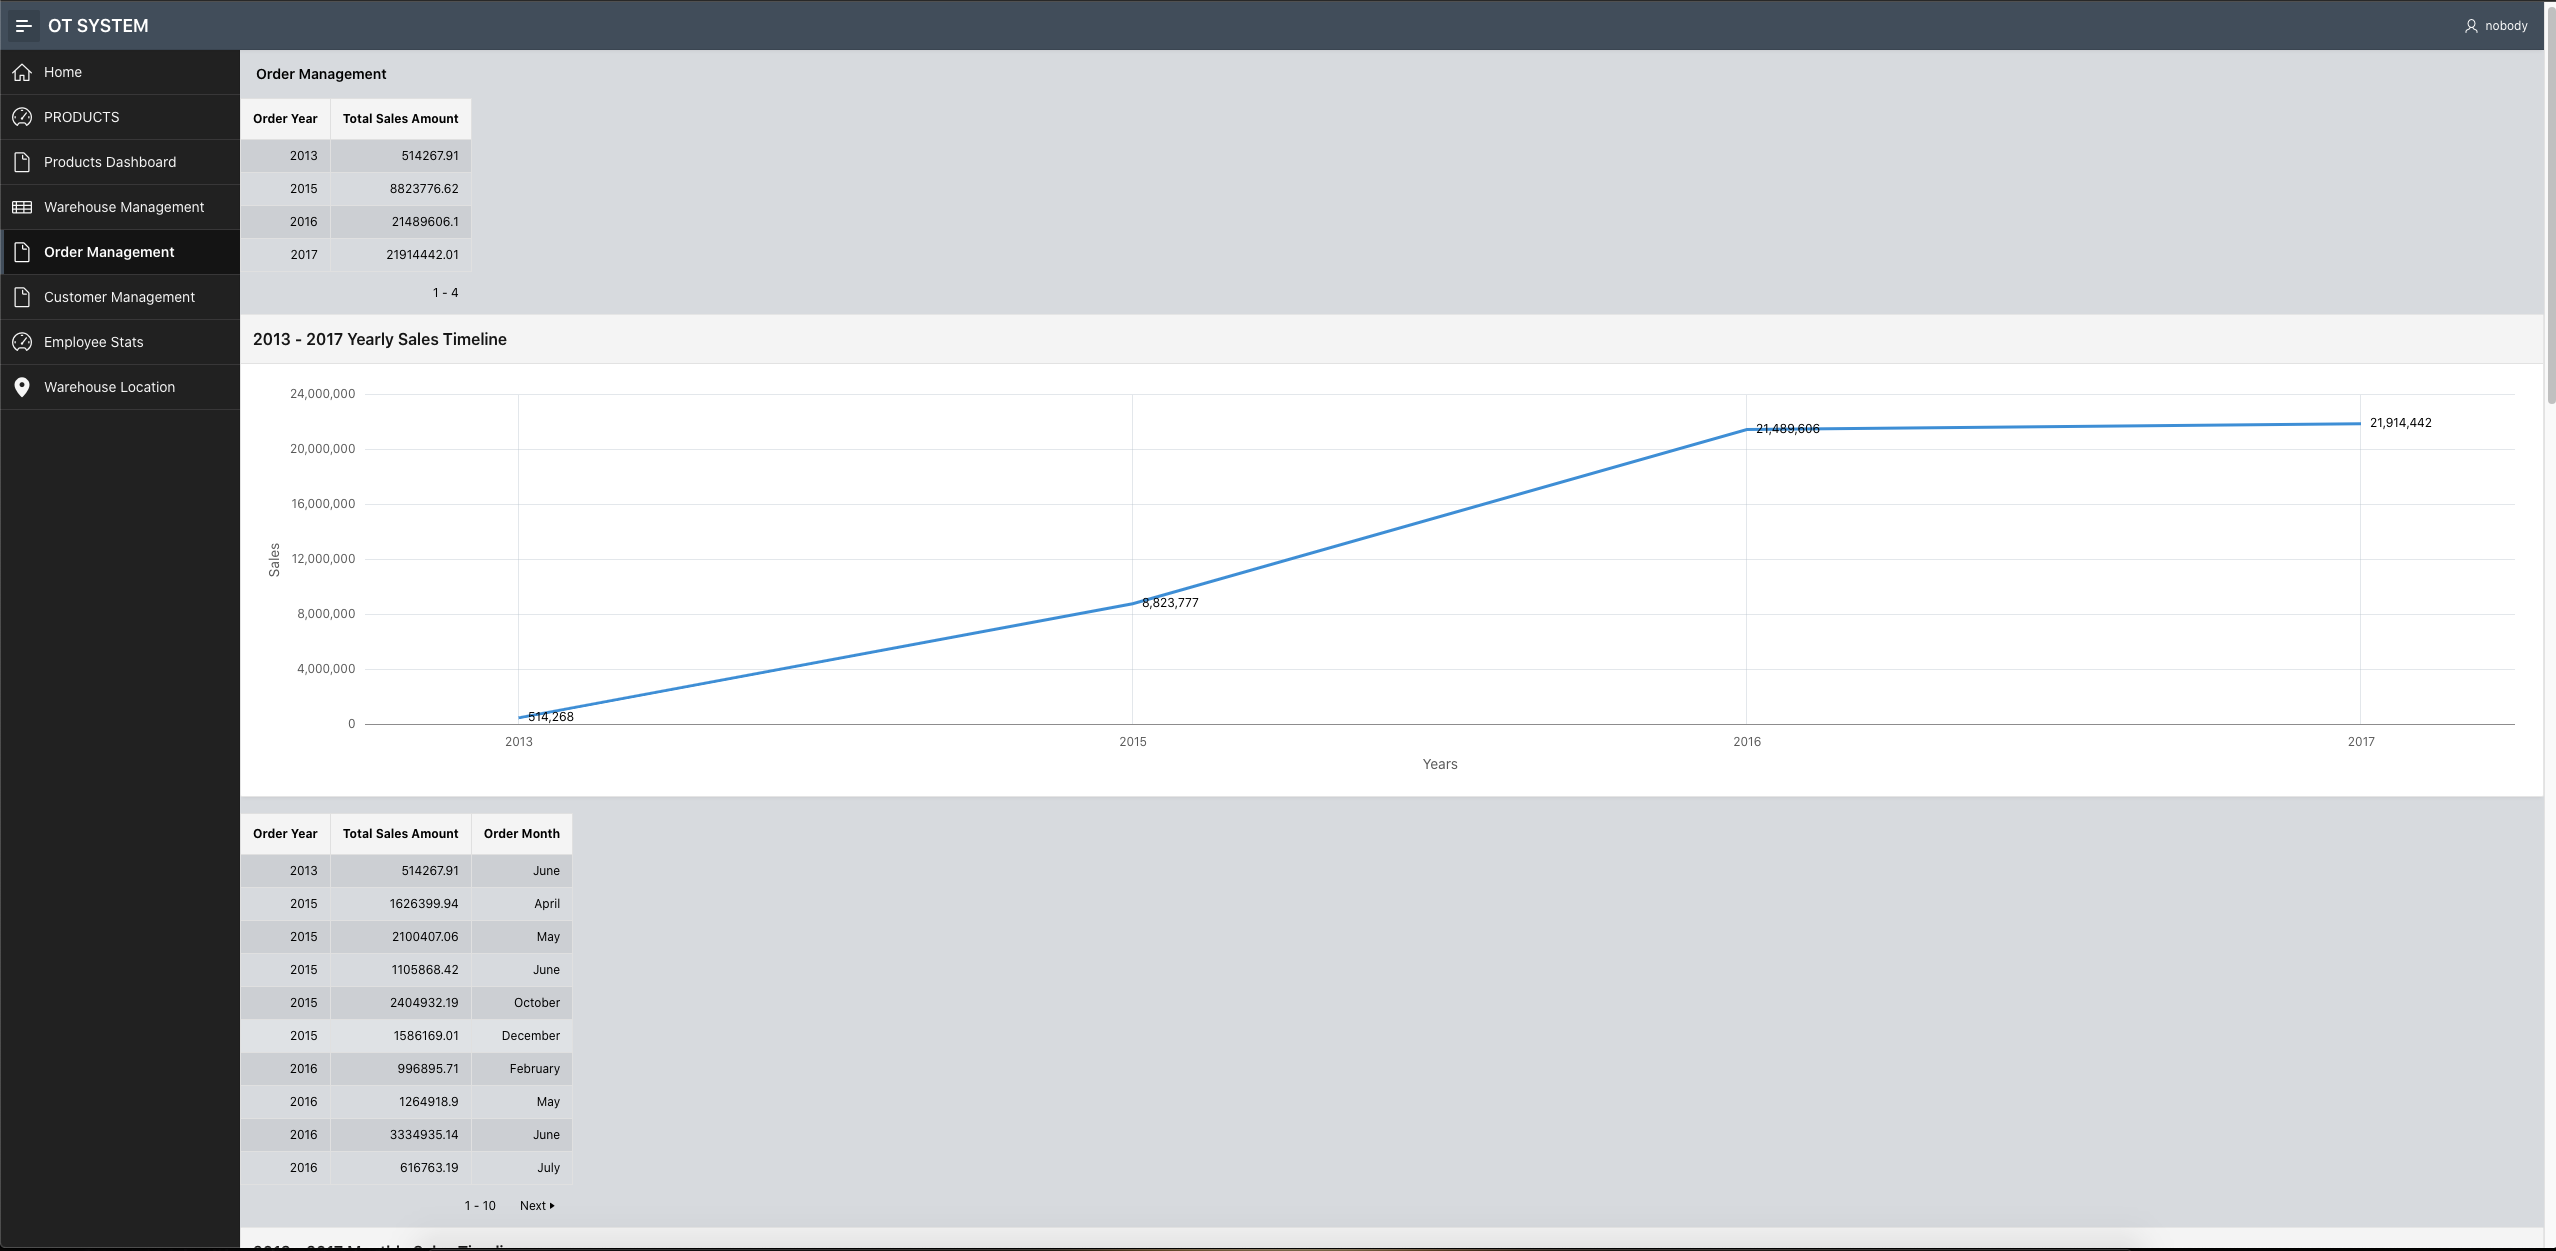 OT SYSTEM
nobody
Home
PRODUCTS
Products Dashboard
Warehouse Management
Order Management
Customer Management
Employee Stats
Warehouse Location
Order Management
Order Year Total Sales Amount
2013 514267.91
2015 8823776.62
2016 21489606.1
2017 21914442.01
1 - 4
2013 - 2017 Yearly Sales Timeline
24,000,000
20,000,000
16,000,000
12,000,000
8,000,000
4,000,000
0
Sales
514,268
8,823,777
21,489,606
21,914,442
2013 2015 2016 2017
Years
Order Year Total Sales Amount Order Month
2013 514267.91 June
2015 1626399.94 April
2015 2100407.06 May
2015 1105868.42 June
2015 2404932.19 October
2015 1586169.01 December
2016 996895.71 February
2016 1264918.9 May
2016 3334935.14 June
2016 616763.19 July
1 - 10 Next